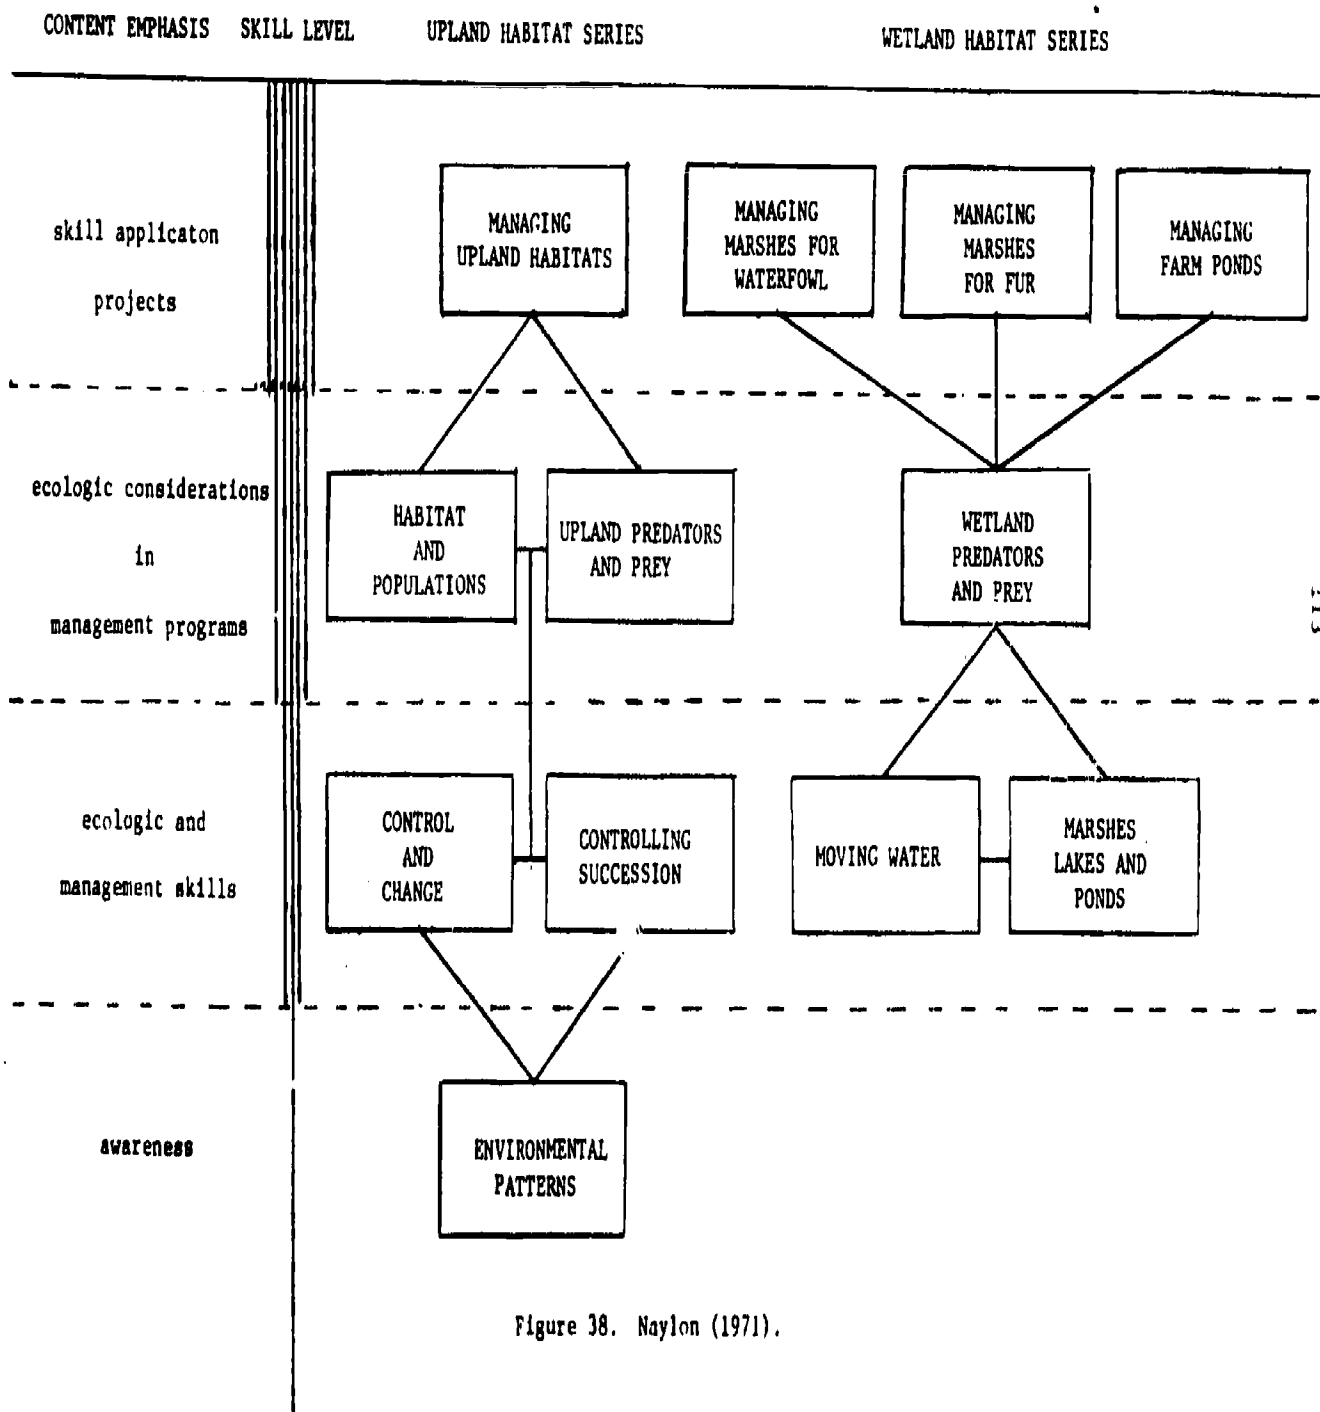 CONTENT EMPHASIS SKILL LEVEL UPLAND HABITAT SERIES WETLAND HABITAT SERIES
skill applicaton
projects
MANAGING
UPLAND HABITATS
MANAGING
MARSHES FOR
WATERFOWL
MANAGING
MARSHES
FOR FUR
MANAGING
FARM PONDS
ecologic considerations
in
management programs
HABITAT
AND
POPULATIONS
UPLAND PREDATORS
AND PREY
WETLAND
PREDATORS
AND PREY
ecologic and
management skills
CONTROL
AND
CHANGE
CONTROLLING
SUCCESSION
MOVING WATER
MARSHES
LAKES AND
PONDS
awareness
ENVIRONMENTAL
PATTERNS
Figure 38. Naylon (1971).